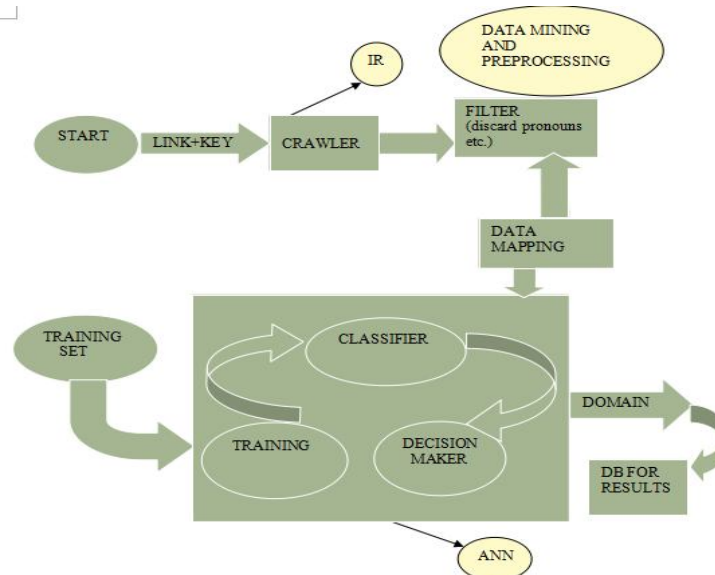 DATA MINING
AND
PREPROCESSING
IR
START
LINK+KEY
CRAWLER
FILTER
(discard pronouns
etc.)
DATA
MAPPING
TRAINING
SET
CLASSIFIER
TRAINING
DECISION
MAKER
DOMAIN
DB FOR
RESULTS
ANN